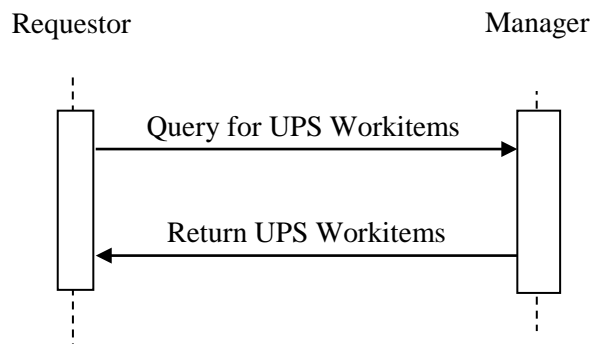 Requestor
Manager
Query for UPS Workitems
Return UPS Workitems